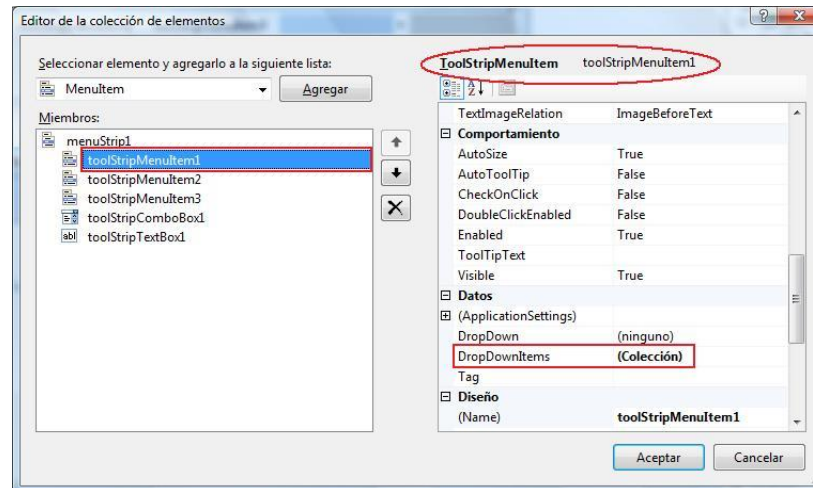 Editor de la colección de elementos
Seleccionar elemento y agregarlo a la siguiente lista:
MenuItem
Agregar
Miembros:
menuStrip1
toolStripMenuItem1
toolStripMenuItem2
toolStripMenuItem3
toolStripComboBox1
abl toolStripTextBox1
ToolStripMenuItem toolStripMenuItem1
TextImageRelation ImageBeforeText
Comportamiento
AutoSize True
AutoToolTip False
CheckOnClick False
DoubleClickEnabled False
Enabled True
ToolTipText
Visible True
Datos
(ApplicationSettings)
DropDown (ninguno)
DropDownItems (Colección)
Tag
Diseño
(Name) toolStripMenuItem1
Aceptar Cancelar